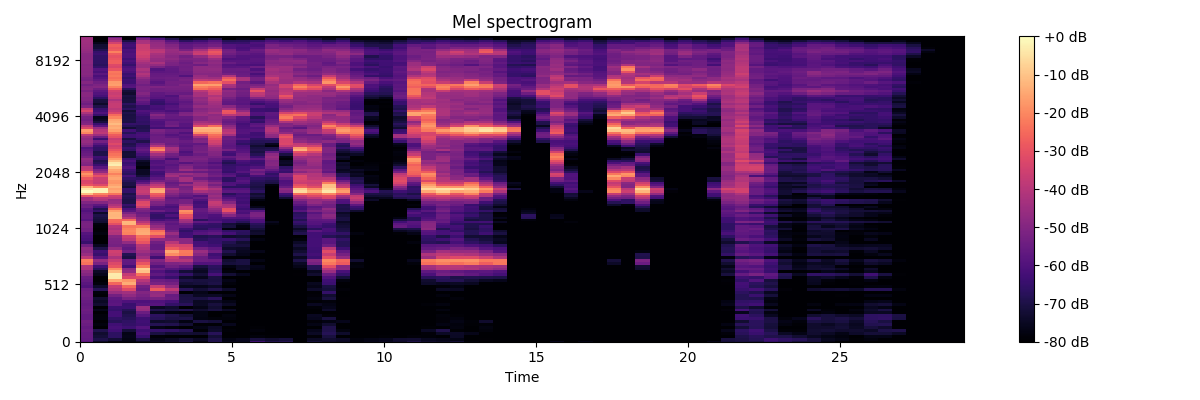 Mel spectrogram
8192
4096
2048
1024
512
0
Hz
0 5 10 15 20 25
Time
+0 dB
-10 dB
-20 dB
-30 dB
-40 dB
-50 dB
-60 dB
-70 dB
-80 dB